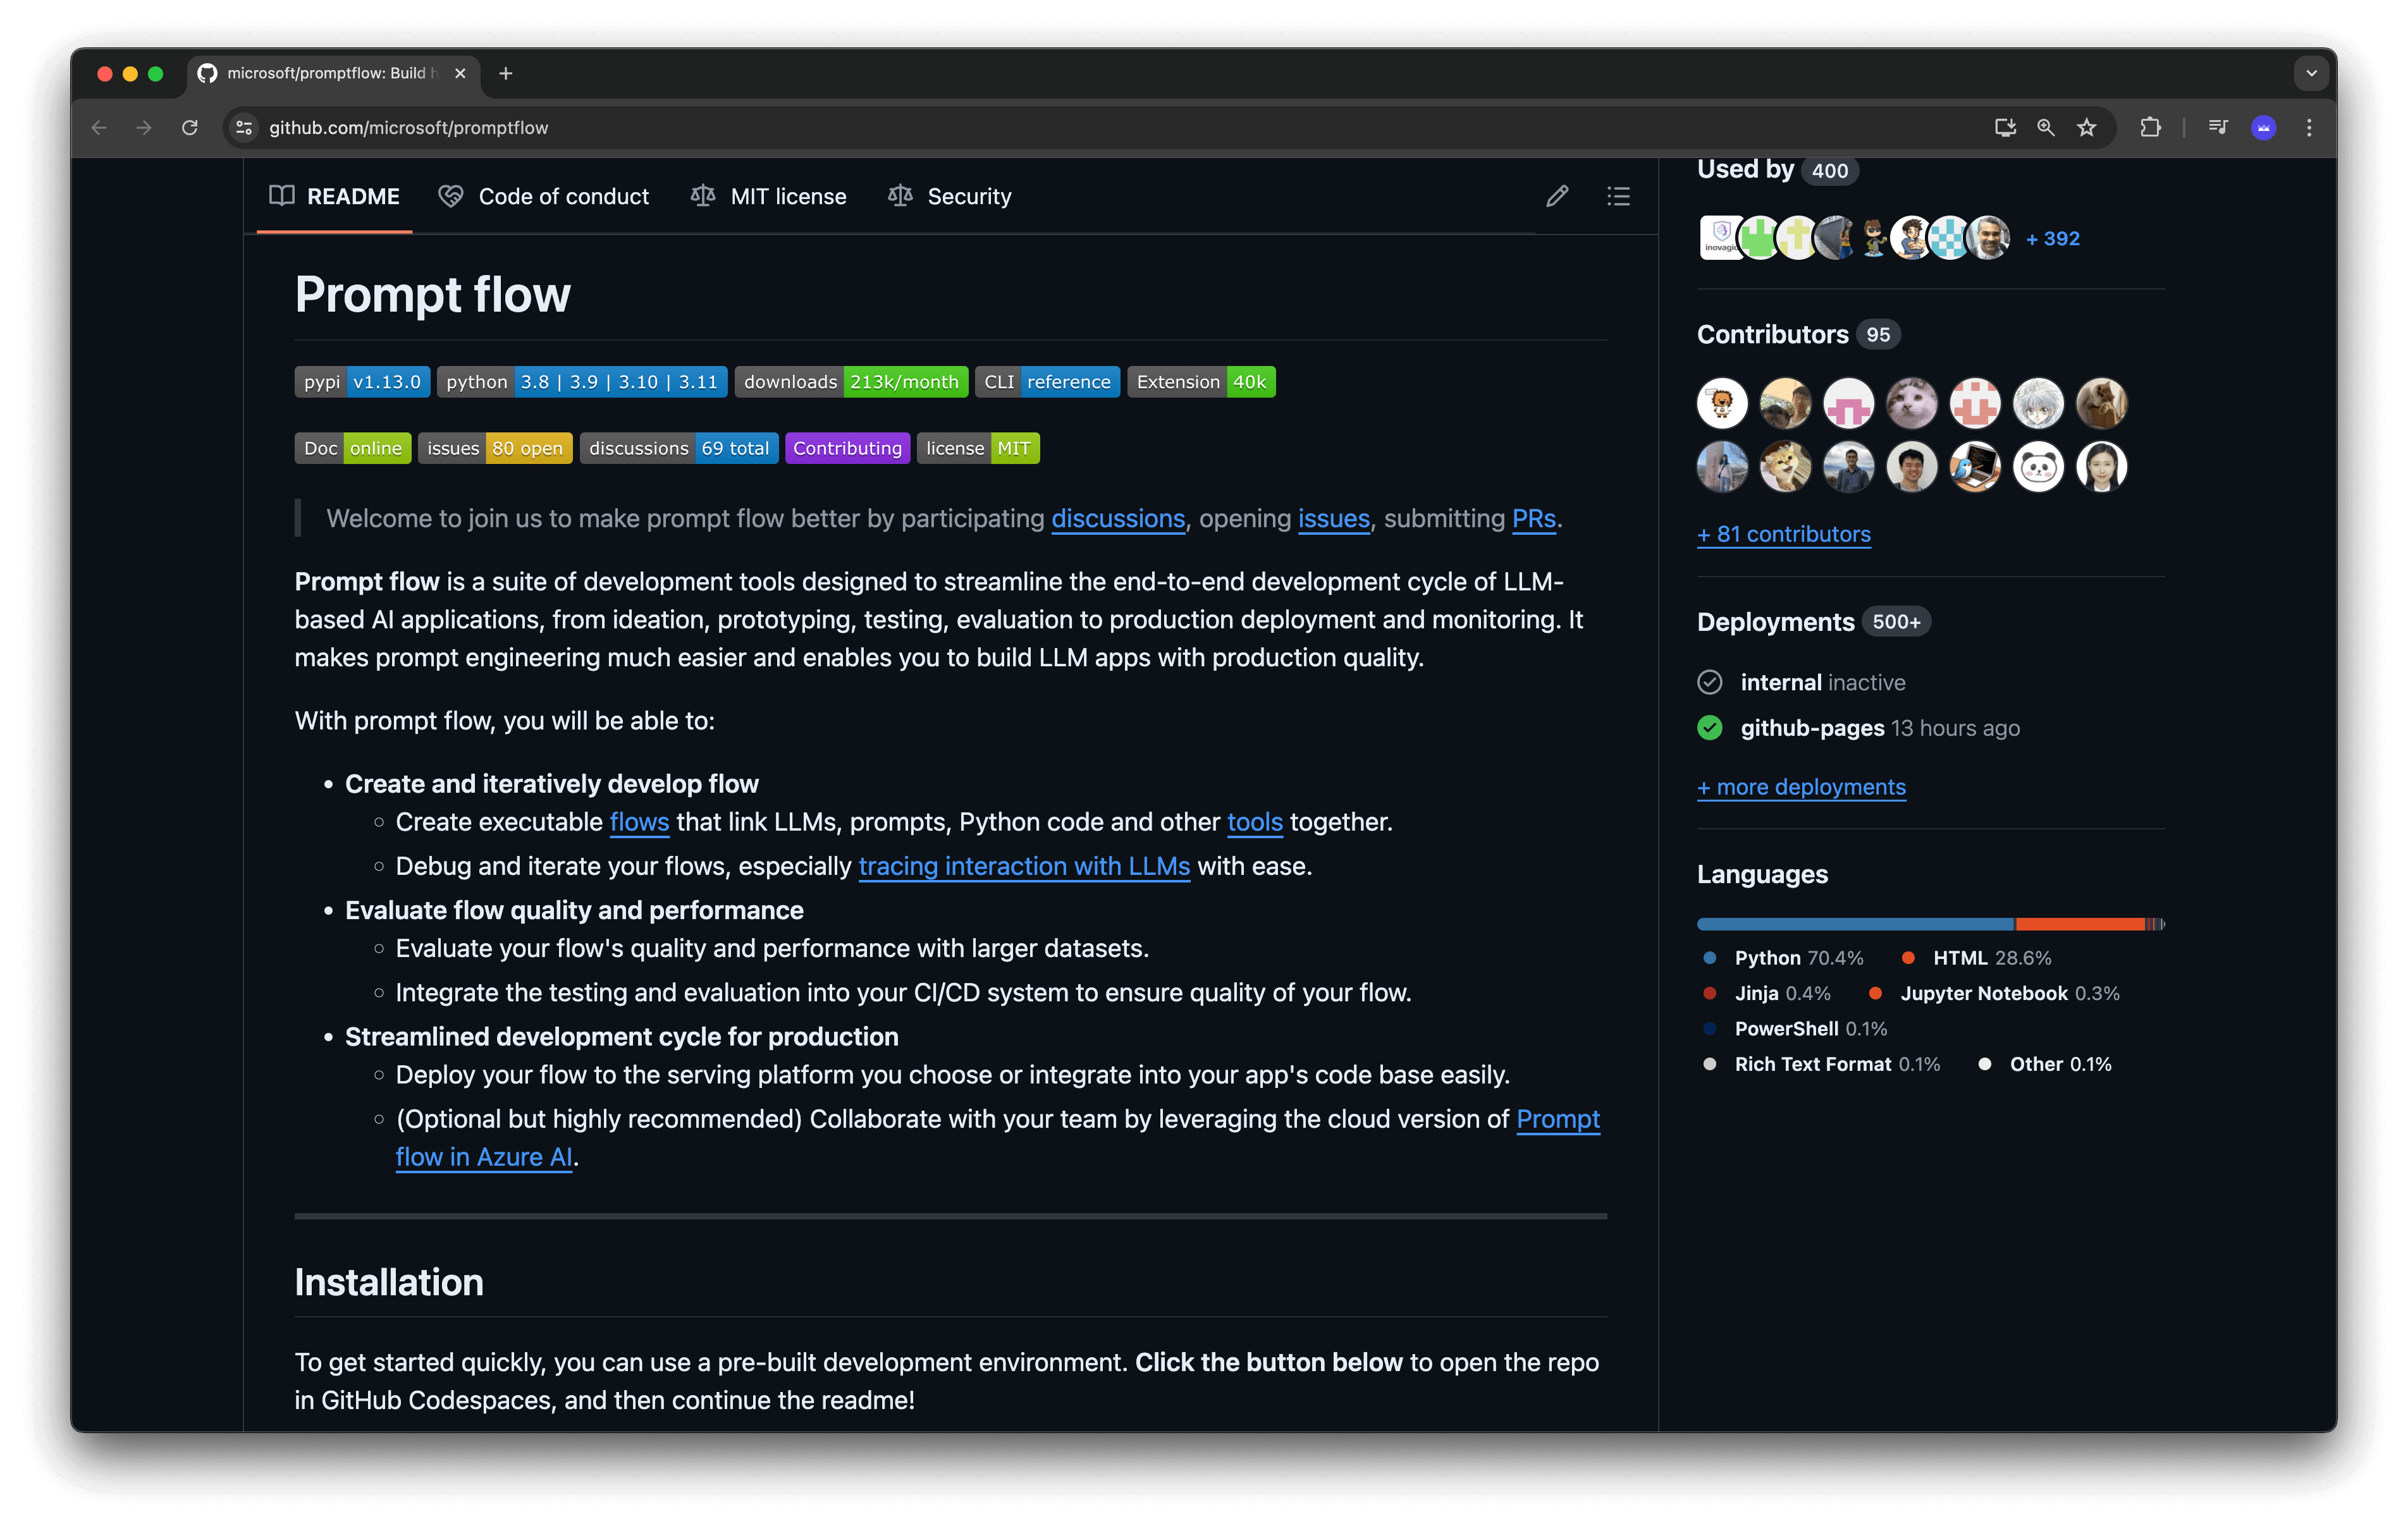 microsoft/promptflow: Build h
github.com/microsoft/promptflow
README
Code of conduct
MIT license
Security
Prompt flow
pypi v1.13.0
python 3.8 | 3.9 | 3.10 | 3.11
downloads 213k/month
CLI reference
Extension 40k
Doc online
issues 80 open
discussions 69 total
Contributing
license MIT
Welcome to join us to make prompt flow better by participating discussions, opening issues, submitting PRs.
Prompt flow is a suite of development tools designed to streamline the end-to-end development cycle of LLM-
based AI applications, from ideation, prototyping, testing, evaluation to production deployment and monitoring. It
makes prompt engineering much easier and enables you to build LLM apps with production quality.
With prompt flow, you will be able to:
Create and iteratively develop flow
Create executable flows that link LLMs, prompts, Python code and other tools together.
Debug and iterate your flows, especially tracing interaction with LLMs with ease.
Evaluate flow quality and performance
Evaluate your flow's quality and performance with larger datasets.
Integrate the testing and evaluation into your CI/CD system to ensure quality of your flow.
Streamlined development cycle for production
Deploy your flow to the serving platform you choose or integrate into your app's code base easily.
(Optional but highly recommended) Collaborate with your team by leveraging the cloud version of Prompt
flow in Azure AI.
Installation
To get started quickly, you can use a pre-built development environment. Click the button below to open the repo
in GitHub Codespaces, and then continue the readme!
Used by 400
inovagic
+ 392
Contributors 95
+ 81 contributors
Deployments 500+
internal inactive
github-pages 13 hours ago
+ more deployments
Languages
Python 70.4%
HTML 28.6%
Jinja 0.4%
Jupyter Notebook 0.3%
PowerShell 0.1%
Rich Text Format 0.1%
Other 0.1%